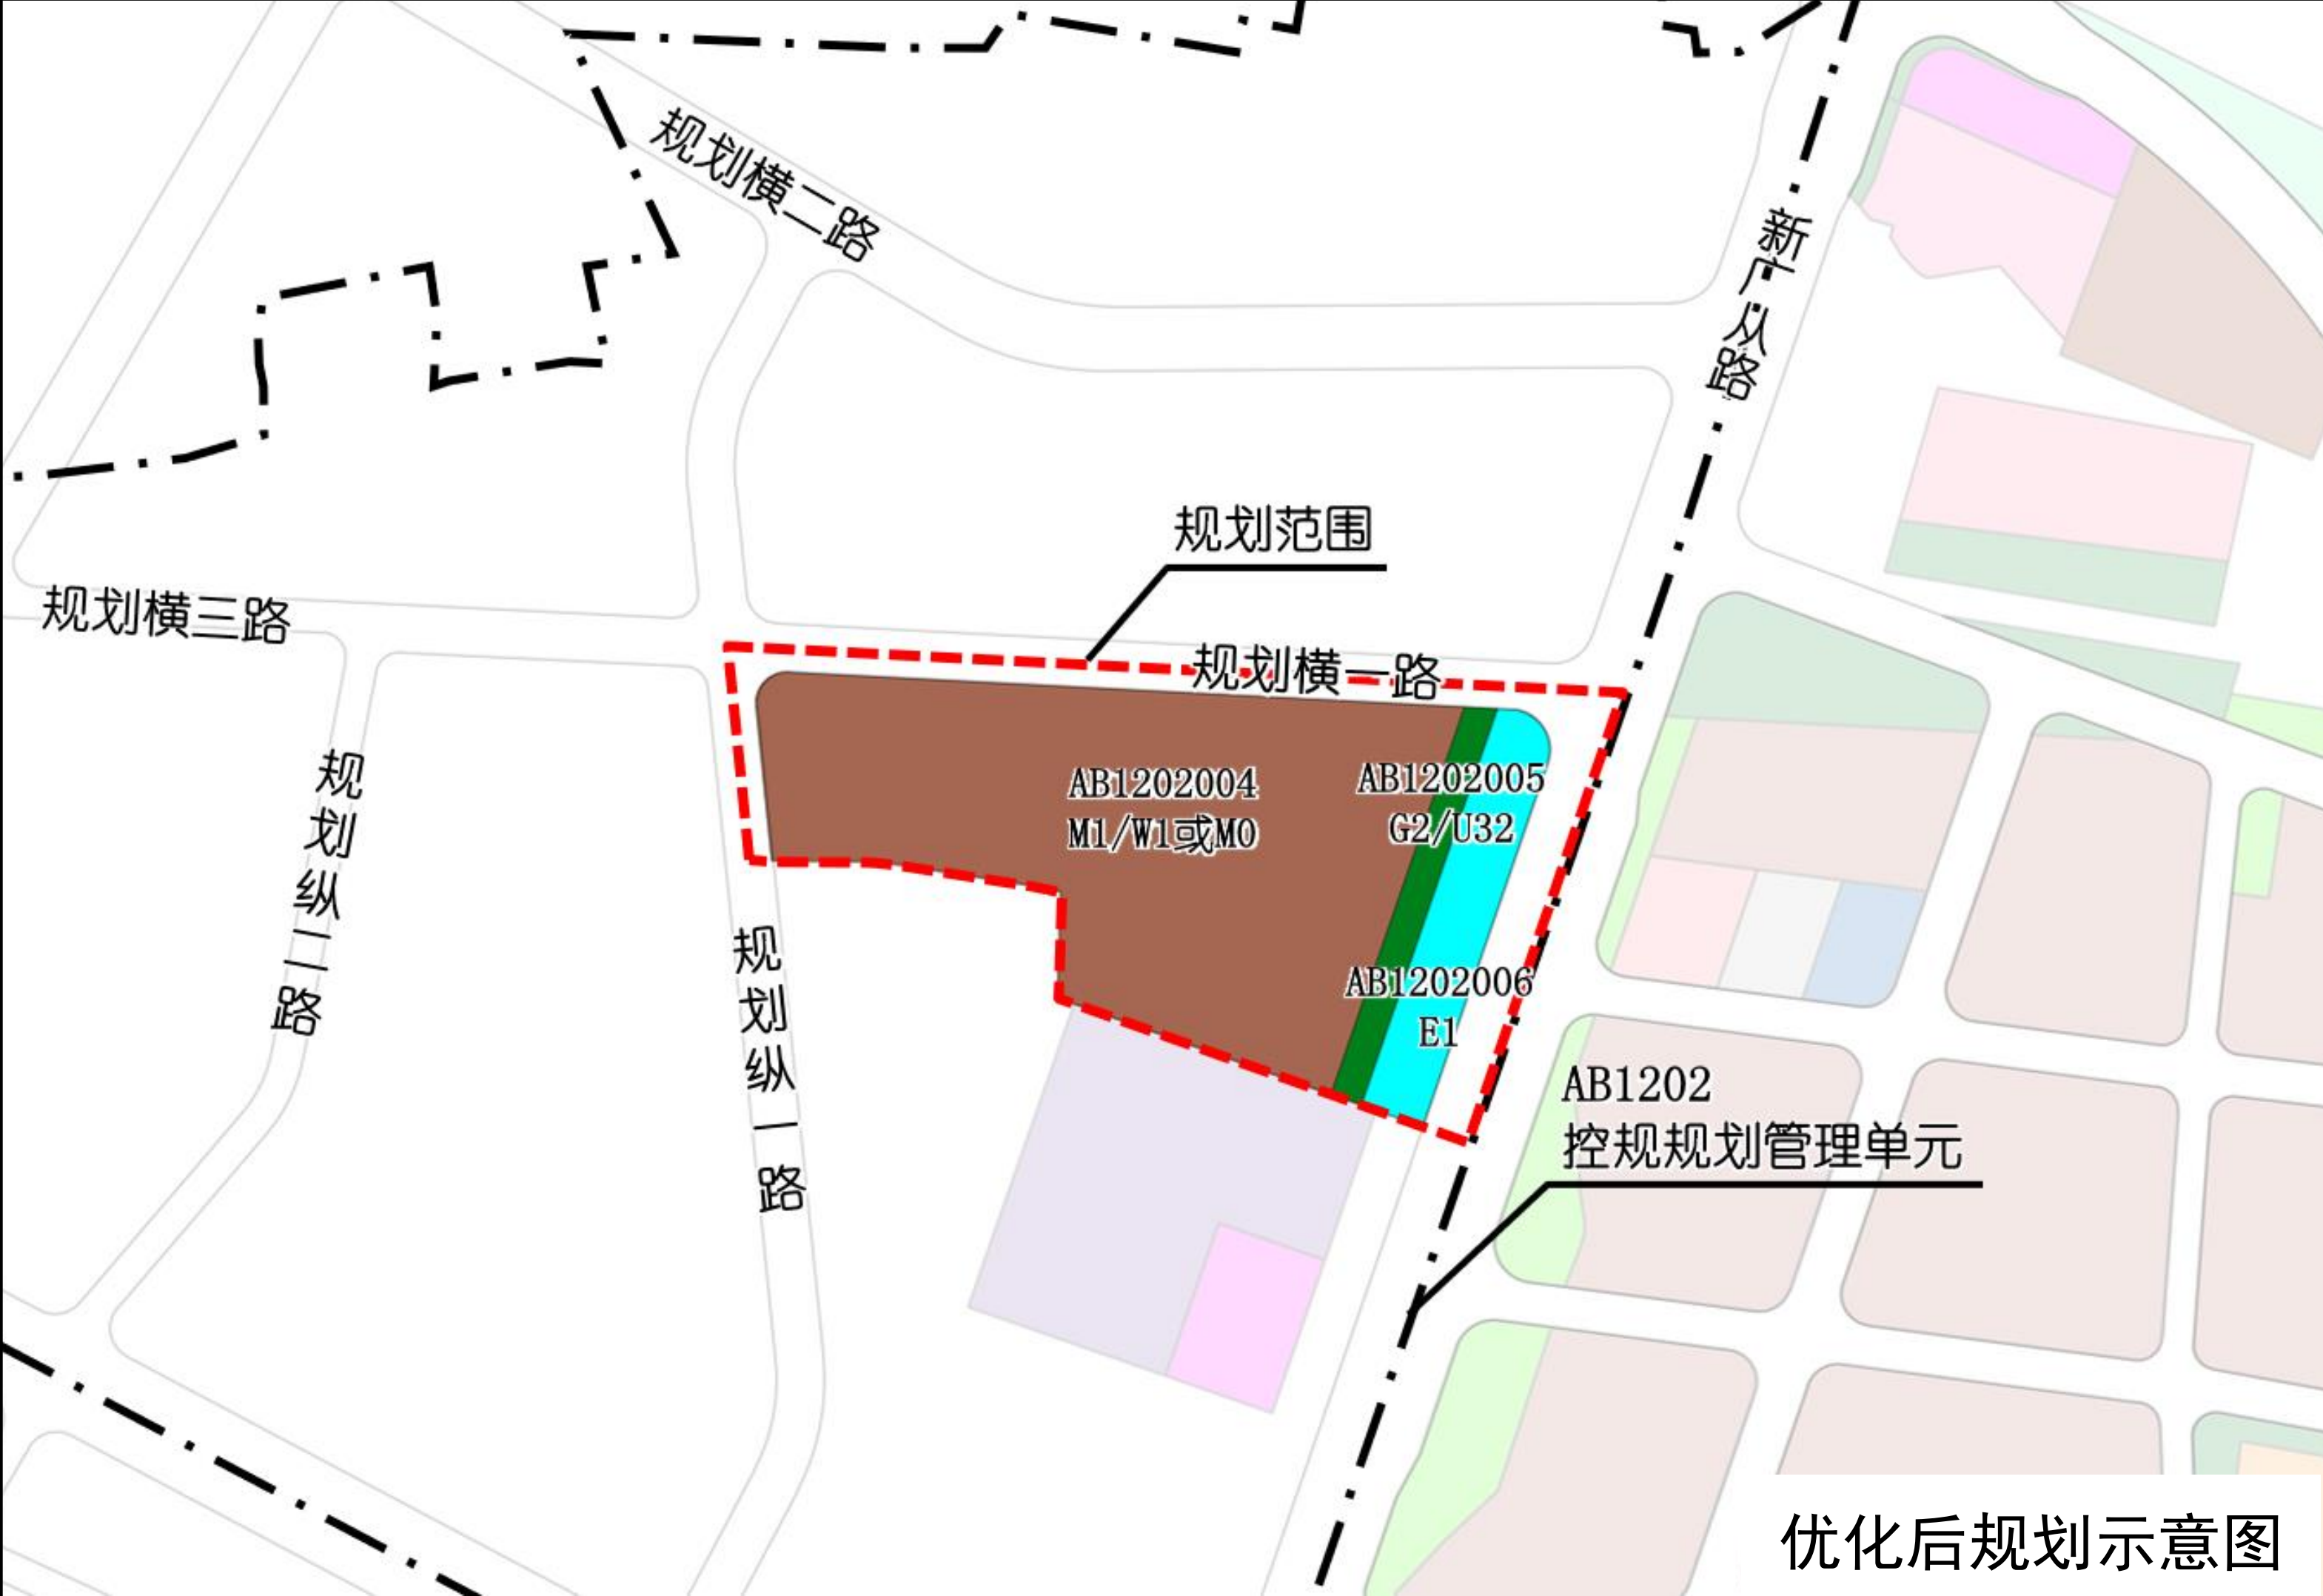 规划横二路
新广从路
规划范围
规划横三路
规划横一路
规划纵二路
AB1202004
M1/W1或M0
AB1202005
G2/U32
规划纵一路
AB1202006
E1
AB1202
控规规划管理单元
优化后规划示意图